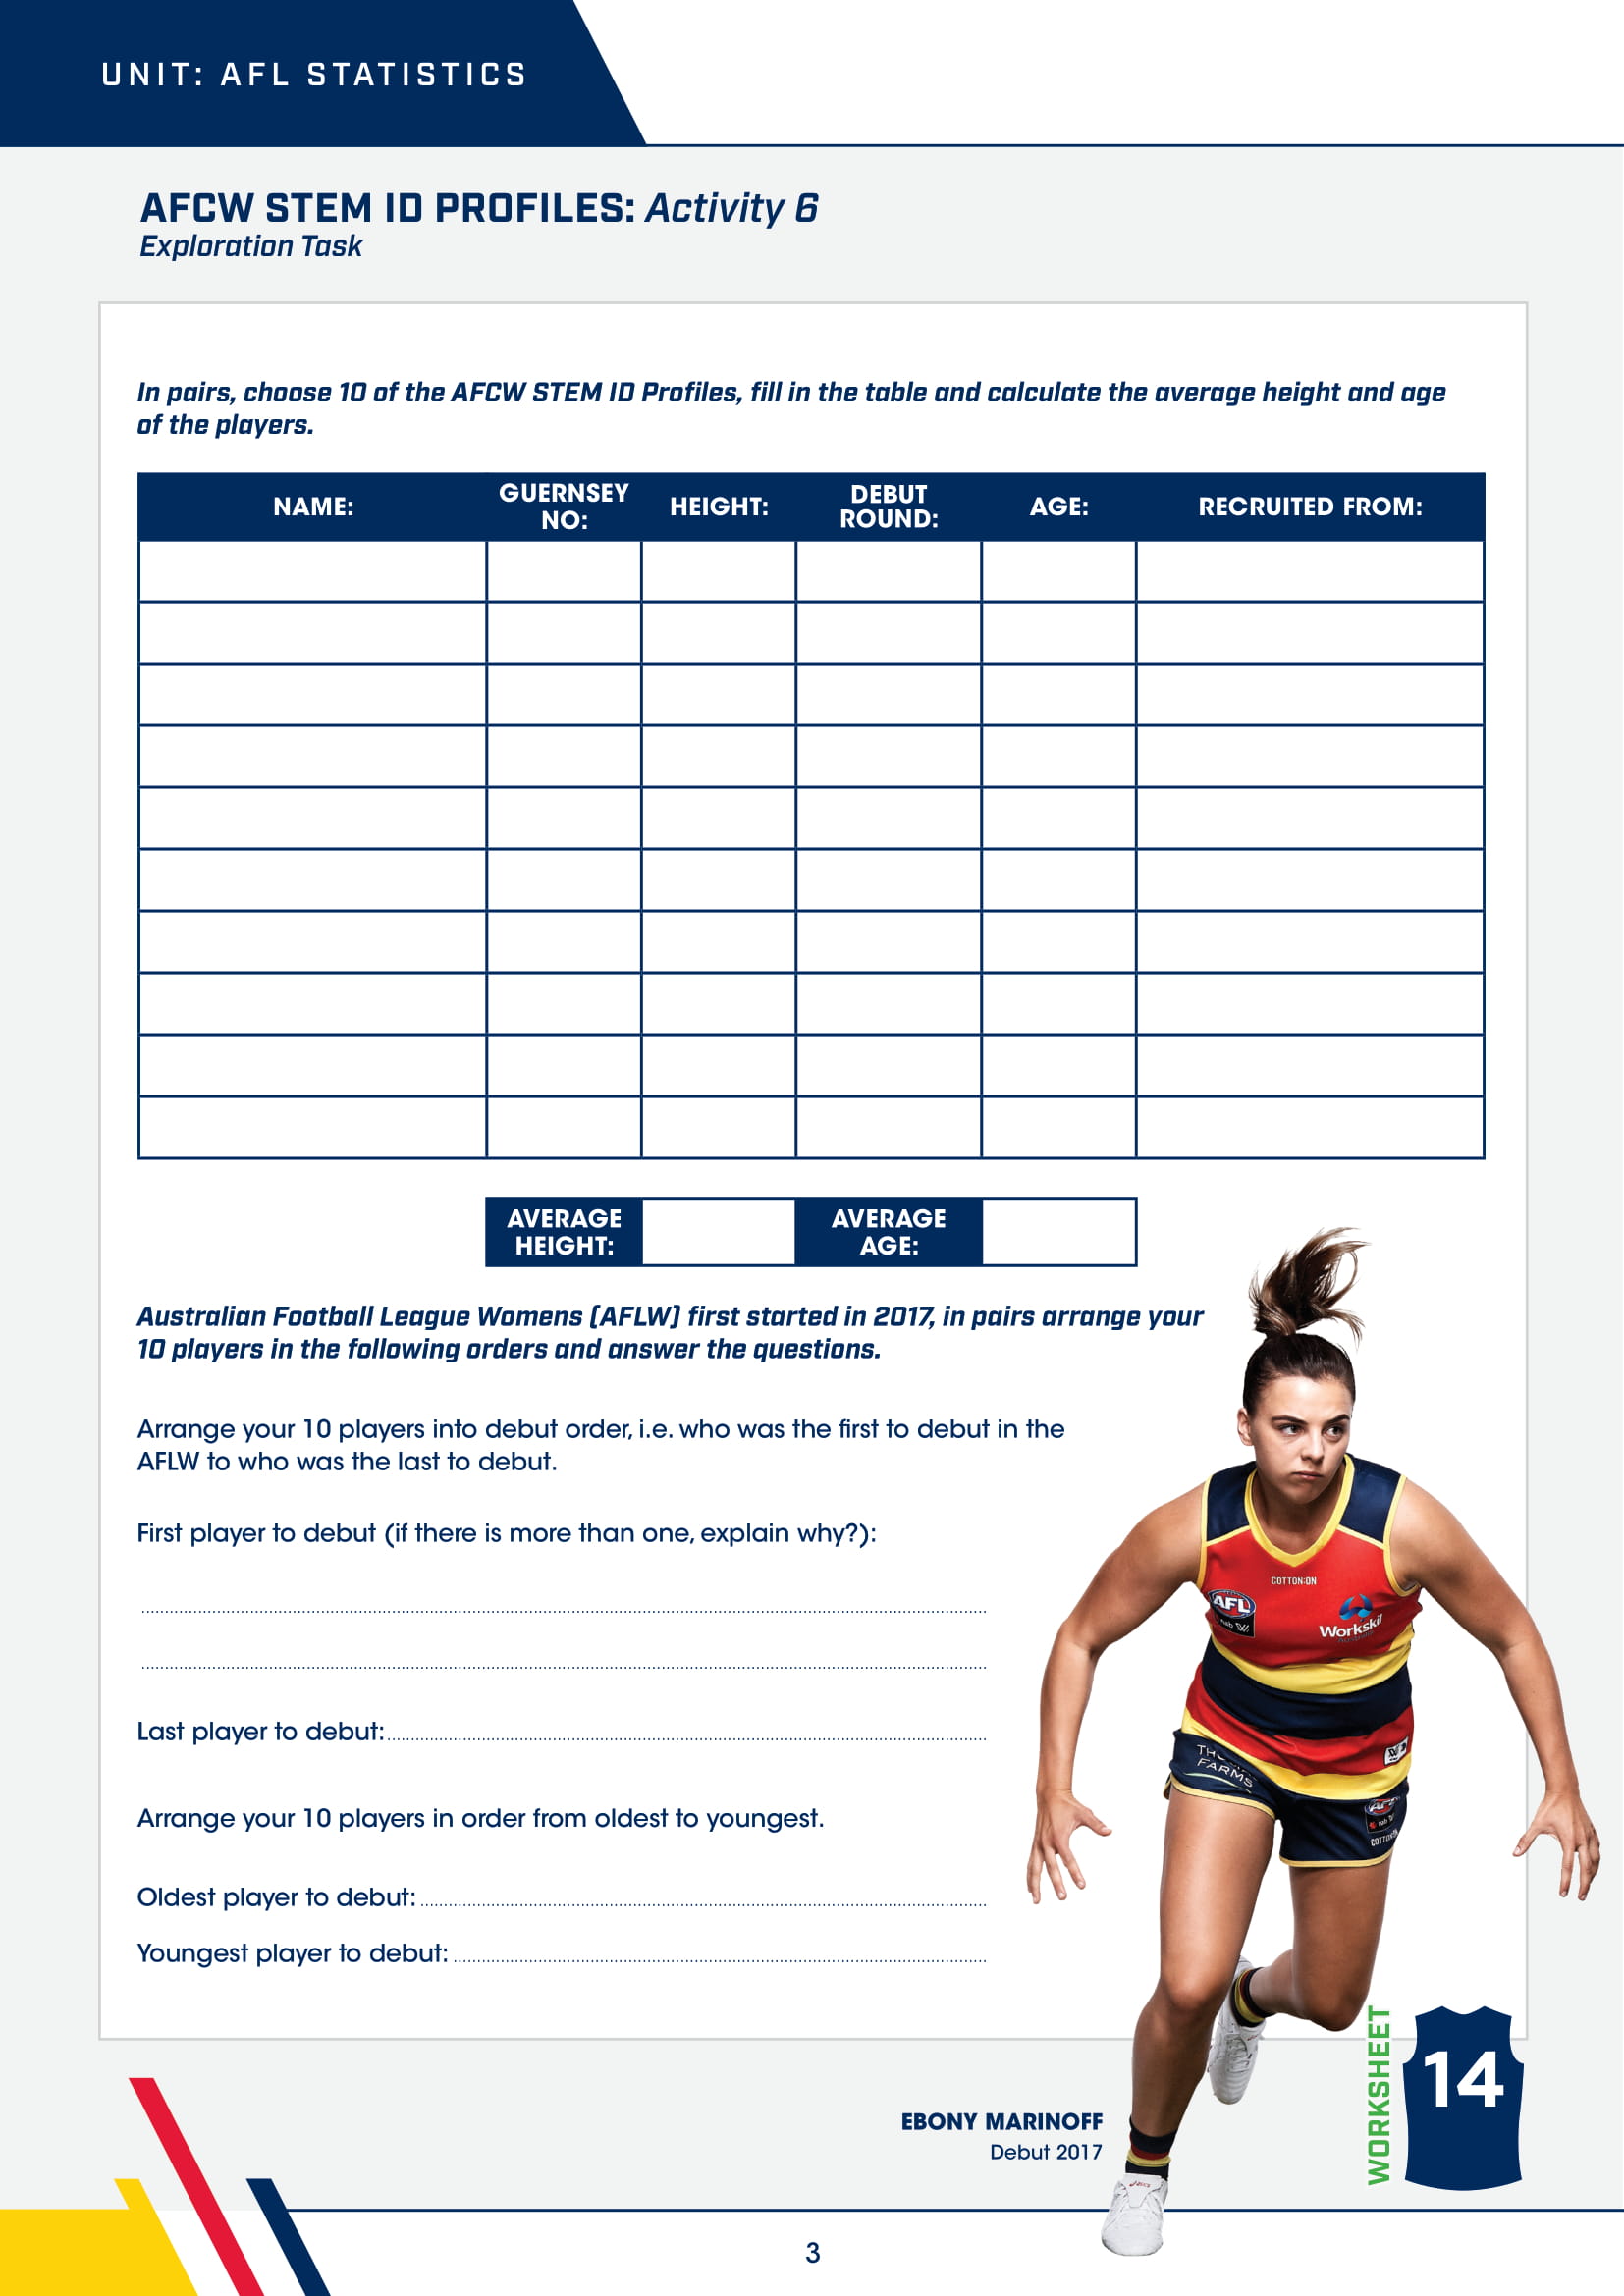 UNIT: AFL STATISTICS
AFCW STEM ID PROFILES: Activity 6
Exploration Task
In pairs, choose 10 of the AFCW STEM ID Profiles, fill in the table and calculate the average height and age
of the players.
NAME:
GUERNSEY
NO:
HEIGHT:
DEBUT
ROUND:
AGE:
RECRUITED FROM:
AVERAGE
HEIGHT:
AVERAGE
AGE:
Australian Football League Womens (AFLW) first started in 2017, in pairs arrange your
10 players in the following orders and answer the questions.
Arrange your 10 players into debut order, i.e. who was the first to debut in the
AFLW to who was the last to debut.
First player to debut (if there is more than one, explain why?):
Last player to debut:
Arrange your 10 players in order from oldest to youngest.
Oldest player to debut:
Youngest player to debut:
COTTON:ON
AFL
nab W
Workskil
FARMS
EBONY MARINOFF
Debut 2017
WORKSHEET
14
3